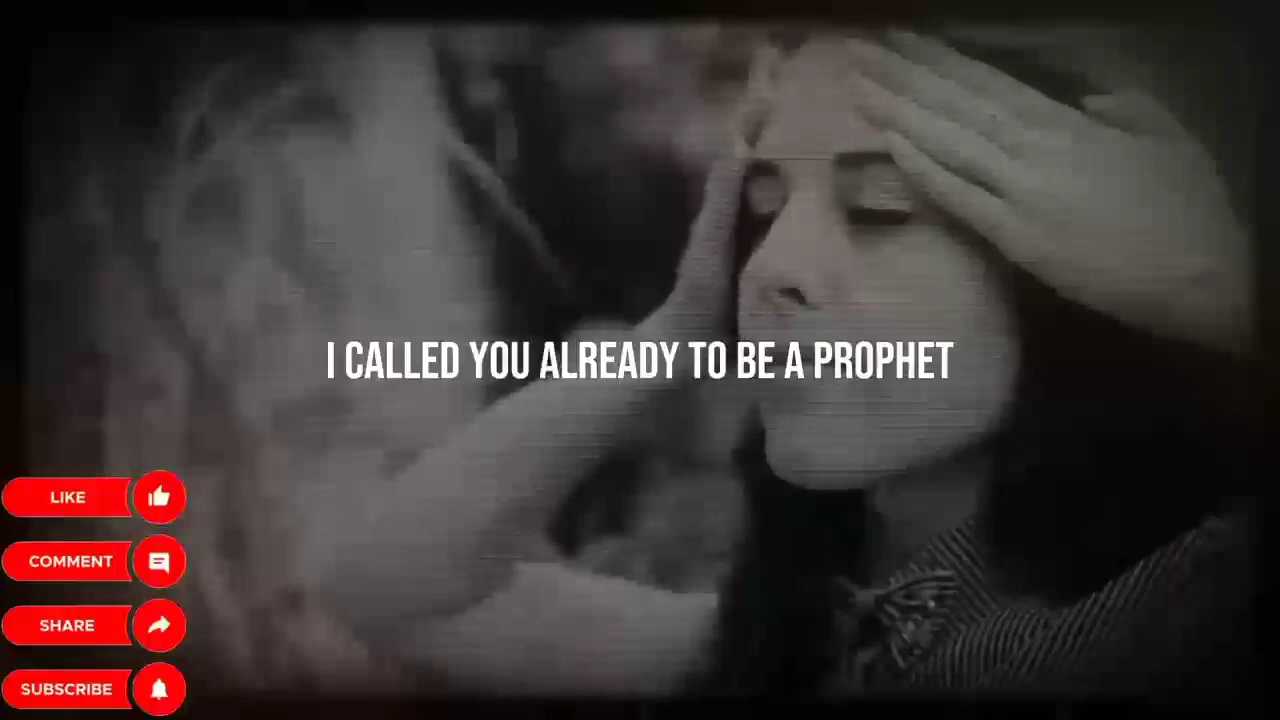 I CALLED YOU ALREADY TO BE A PROPHET
LIKE
COMMENT
SHARE
SUBSCRIBE